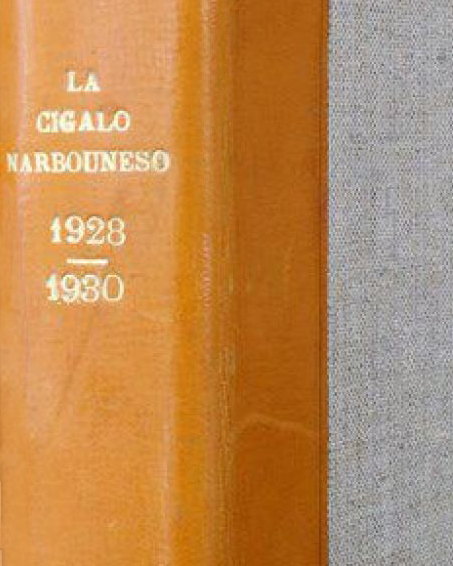 LA
CIGALO
NARBOUNESO
1928
1930